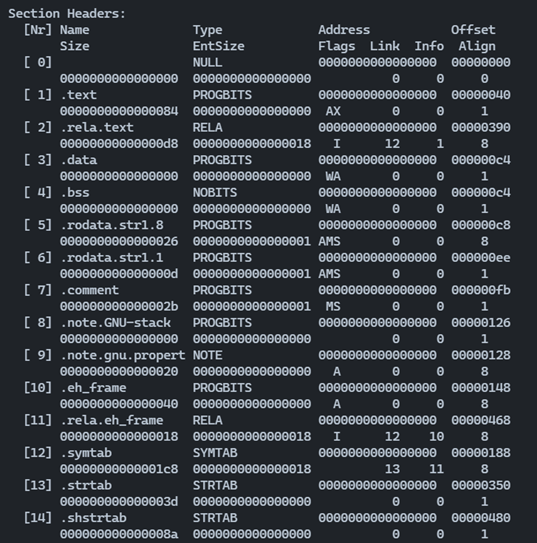 Section Headers:
  [Nr] Name              Type             Address           Offset
       Size              EntSize          Flags  Link  Info  Align
  [ 0]                   NULL             0000000000000000  00000000
       0000000000000000  0000000000000000           0     0     0
  [ 1] .text             PROGBITS         0000000000000000  00000040
       0000000000000084  0000000000000000  AX       0     0     1
  [ 2] .rela.text        RELA             0000000000000000  00000390
       00000000000000d8  0000000000000018   I      12     1     8
  [ 3] .data             PROGBITS         0000000000000000  000000c4
       0000000000000000  0000000000000000  WA       0     0     1
  [ 4] .bss              NOBITS           0000000000000000  000000c4
       0000000000000000  0000000000000000  WA       0     0     1
  [ 5] .rodata.str1.8    PROGBITS         0000000000000000  000000c8
       0000000000000026  0000000000000001 AMS       0     0     8
  [ 6] .rodata.str1.1    PROGBITS         0000000000000000  000000ee
       000000000000000d  0000000000000001 AMS       0     0     1
  [ 7] .comment          PROGBITS         0000000000000000  000000fb
       000000000000002b  0000000000000001  MS       0     0     1
  [ 8] .note.GNU-stack   PROGBITS         0000000000000000  00000126
       0000000000000000  0000000000000000           0     0     1
  [ 9] .note.gnu.propert NOTE             0000000000000000  00000128
       0000000000000020  0000000000000000   A       0     0     8
  [10] .eh_frame         PROGBITS         0000000000000000  00000148
       0000000000000040  0000000000000000   A       0     0     8
  [11] .rela.eh_frame    RELA             0000000000000000  00000468
       0000000000000018  0000000000000018   I      12    10     8
  [12] .symtab           SYMTAB           0000000000000000  00000188
       00000000000001c8  0000000000000018          13    11     8
  [13] .strtab           STRTAB           0000000000000000  00000350
       000000000000003d  0000000000000000           0     0     1
  [14] .shstrtab         STRTAB           0000000000000000  00000480
       000000000000008a  0000000000000000           0     0     1